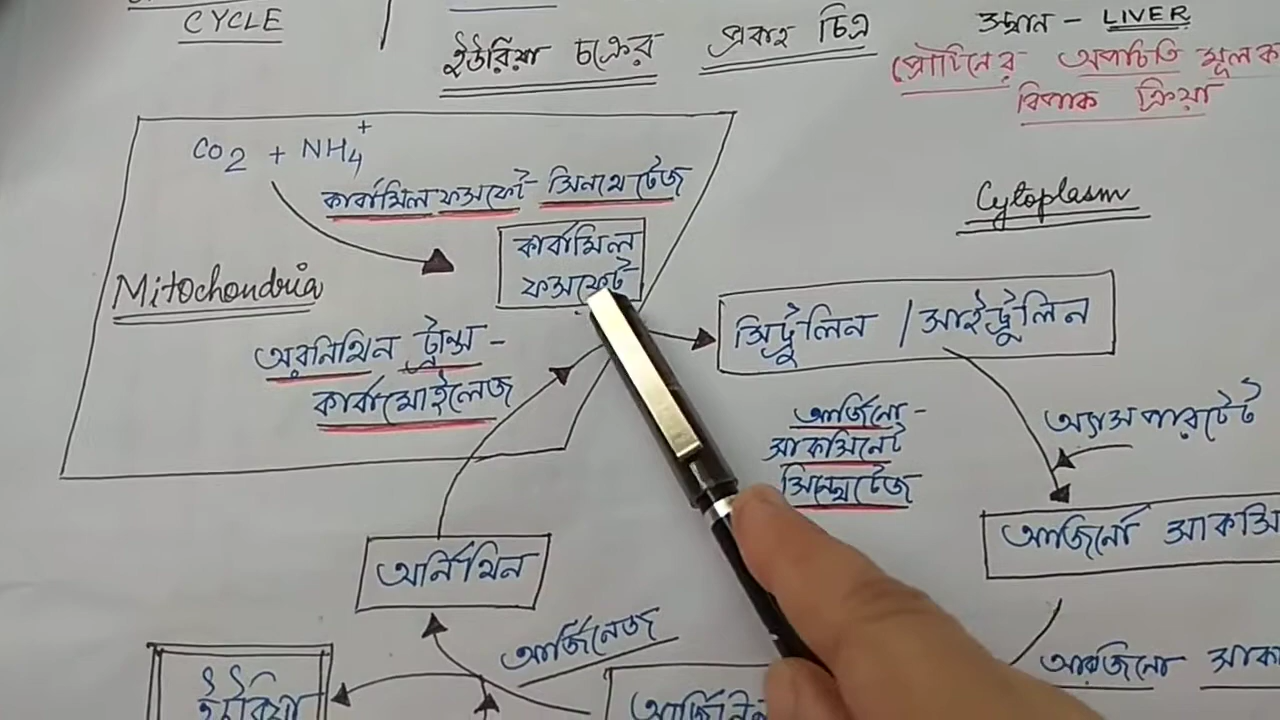 CYCLE
ইউরিয়া চক্রের প্রবাহ চিত্র
স্থান - LIVER
প্রোটিনের অপচিতি মূলক
বিপাক ক্রিয়া
CO2 + NH4+
কার্বামিল ফসফেট সিনথেটেজ
Cytoplasm
কার্বামিল
ফসফেট
Mitochondria
সিট্রুলিন / সাইট্রুলিন
অরনিথিন ট্রান্স -
কার্বামোইলেজ
আর্জিনো -
সাকসিনেট
সিন্থেটেজ
অ্যাসপারটেট
আর্জিনো
অর্নিথিন
আর্জিনেজ
আরজিনো
ইউরিয়া